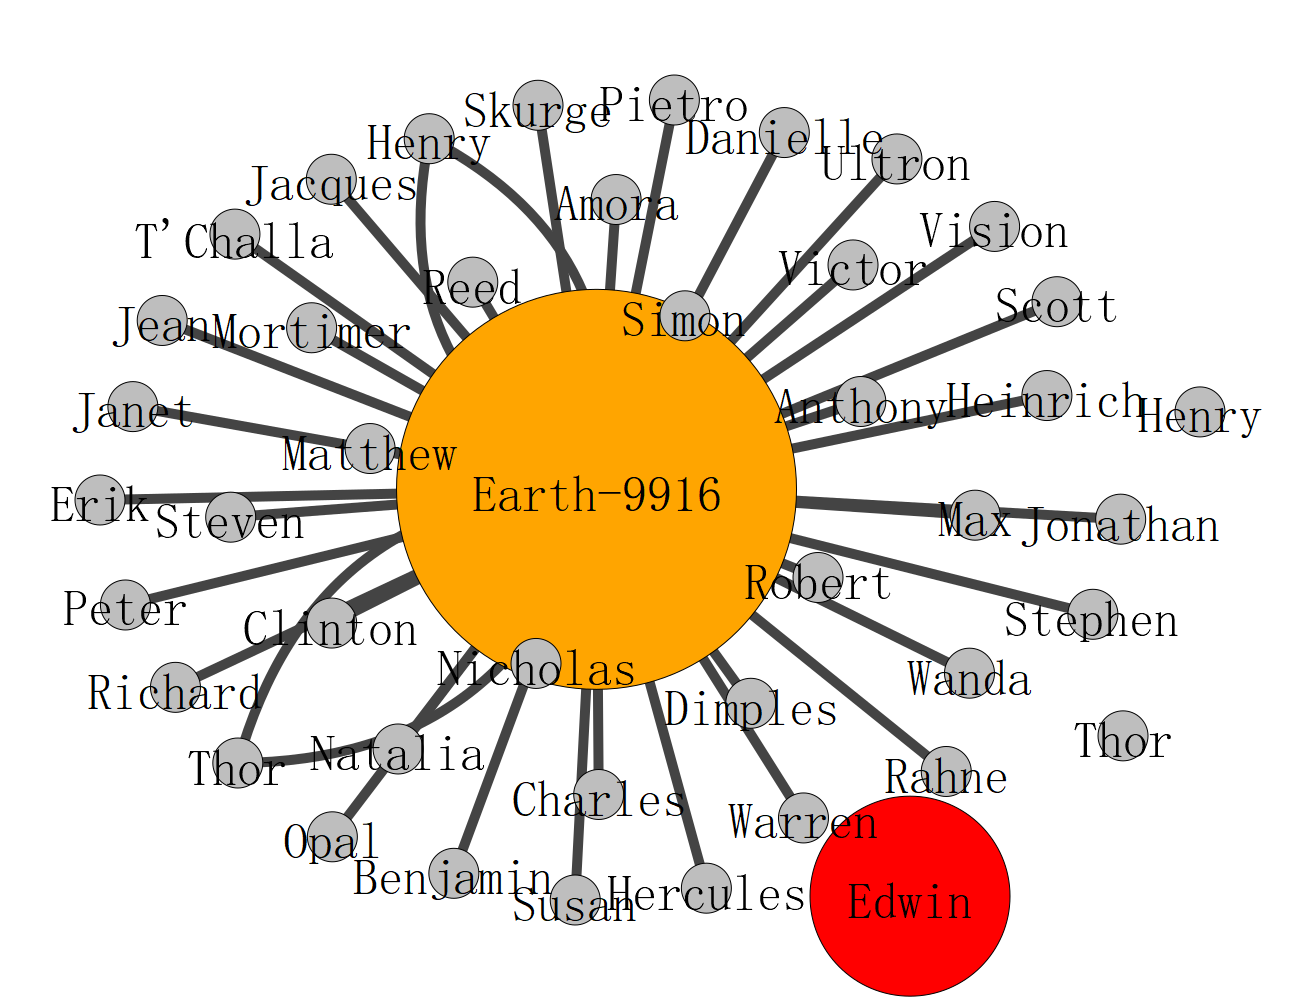 Skurge
Pietro
Henry
Danielle
Ultron
Jacques
Amora
T'Challa
Vision
Reed
Victor
Jean
Mortimer
Simon
Scott
Janet
Anthony
Heinrich
Henry
Matthew
Earth-9916
Erik
Steven
Max
Jonathan
Peter
Robert
Clinton
Stephen
Richard
Nicholas
Wanda
Dimples
Thor
Natalia
Thor
Charles
Rahne
Opal
Warren
Benjamin
Susan
Hercules
Edwin